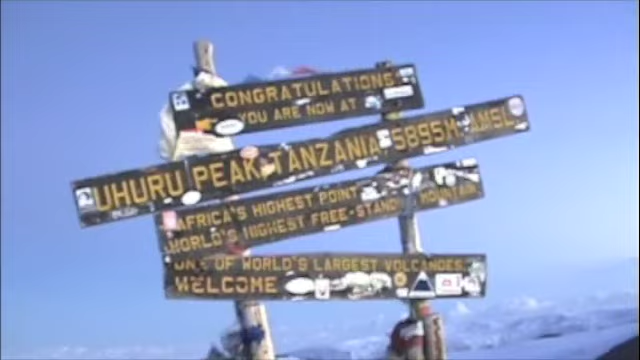 CONGRATULATIONS
YOU ARE NOW AT
UHURU PEAK, TANZANIA, 5895M. AMSL.
AFRICA'S HIGHEST POINT
WORLD'S HIGHEST FREE-STANDING MOUNTAIN
ONE OF WORLD'S LARGEST VOLCANOES.
WELCOME